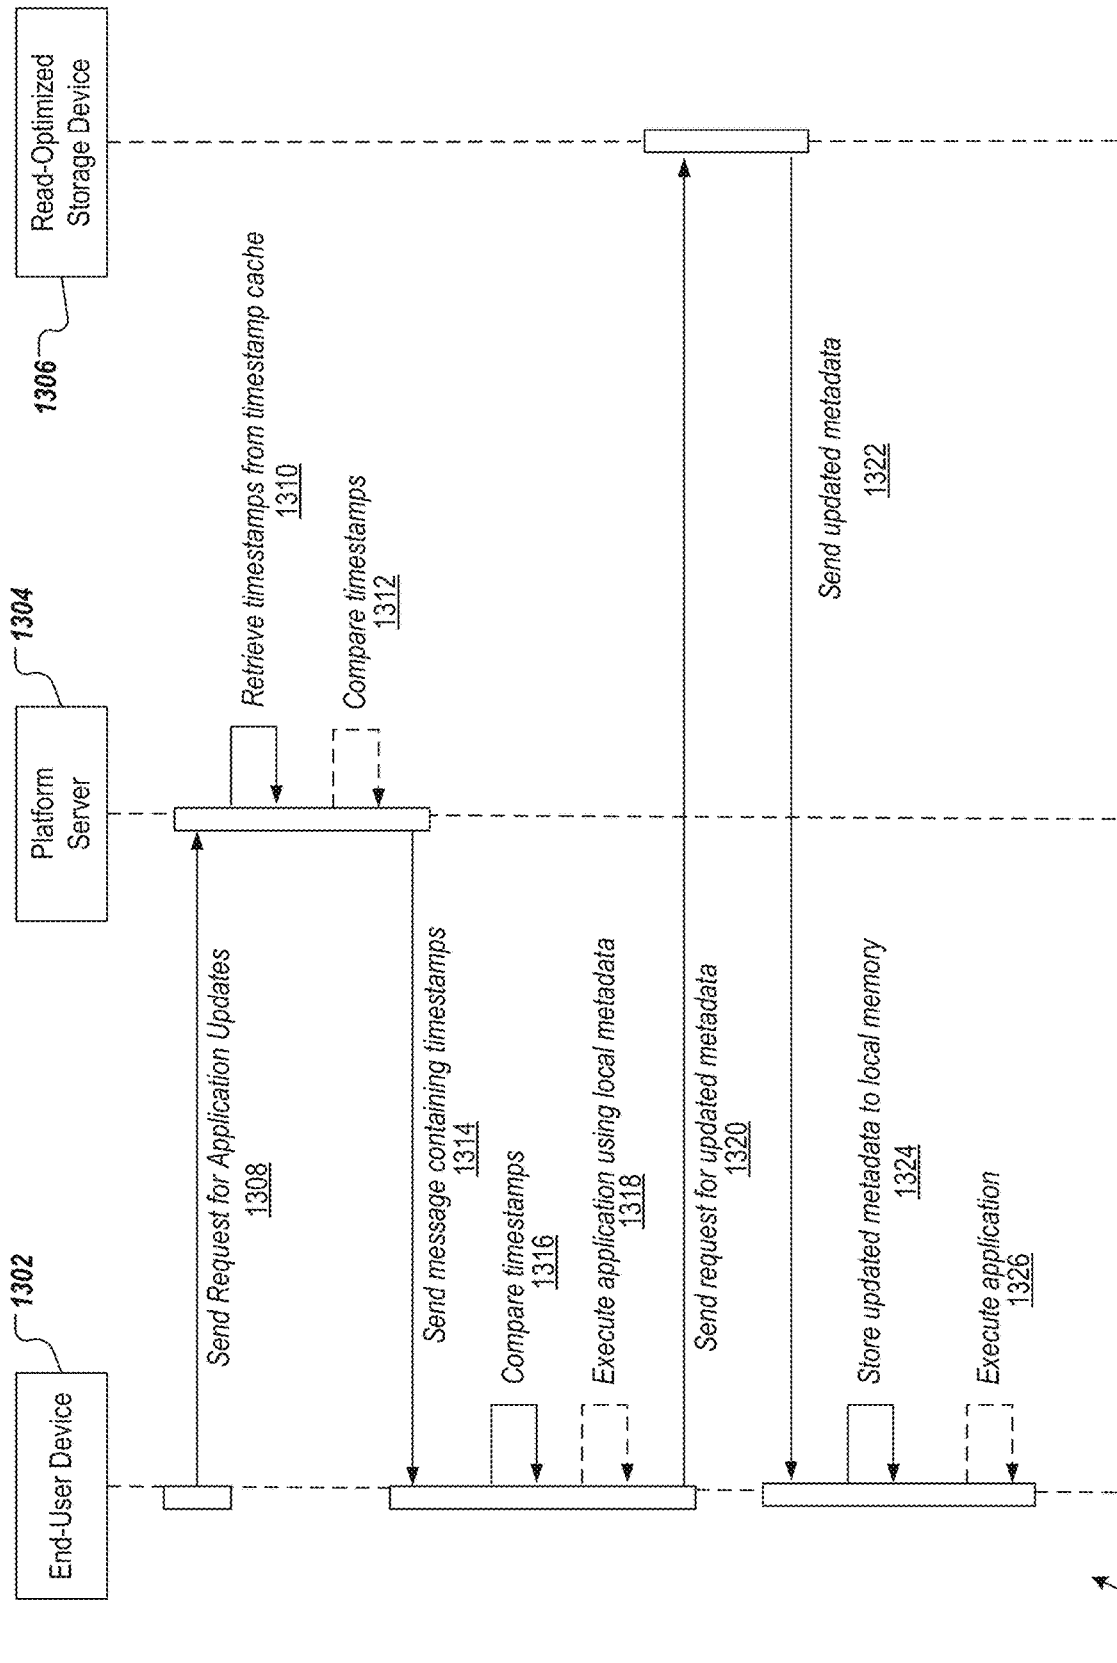 End-User Device
1302
Platform
Server
1304
Read-Optimized
Storage Device
1306
Send Request for Application Updates
1308
Retrieve timestamps from timestamp cache
1310
Compare timestamps
1312
Send message containing timestamps
1314
Compare timestamps
1316
Execute application using local metadata
1318
Send request for updated metadata
1320
Send updated metadata
1322
Store updated metadata to local memory
1324
Execute application
1326